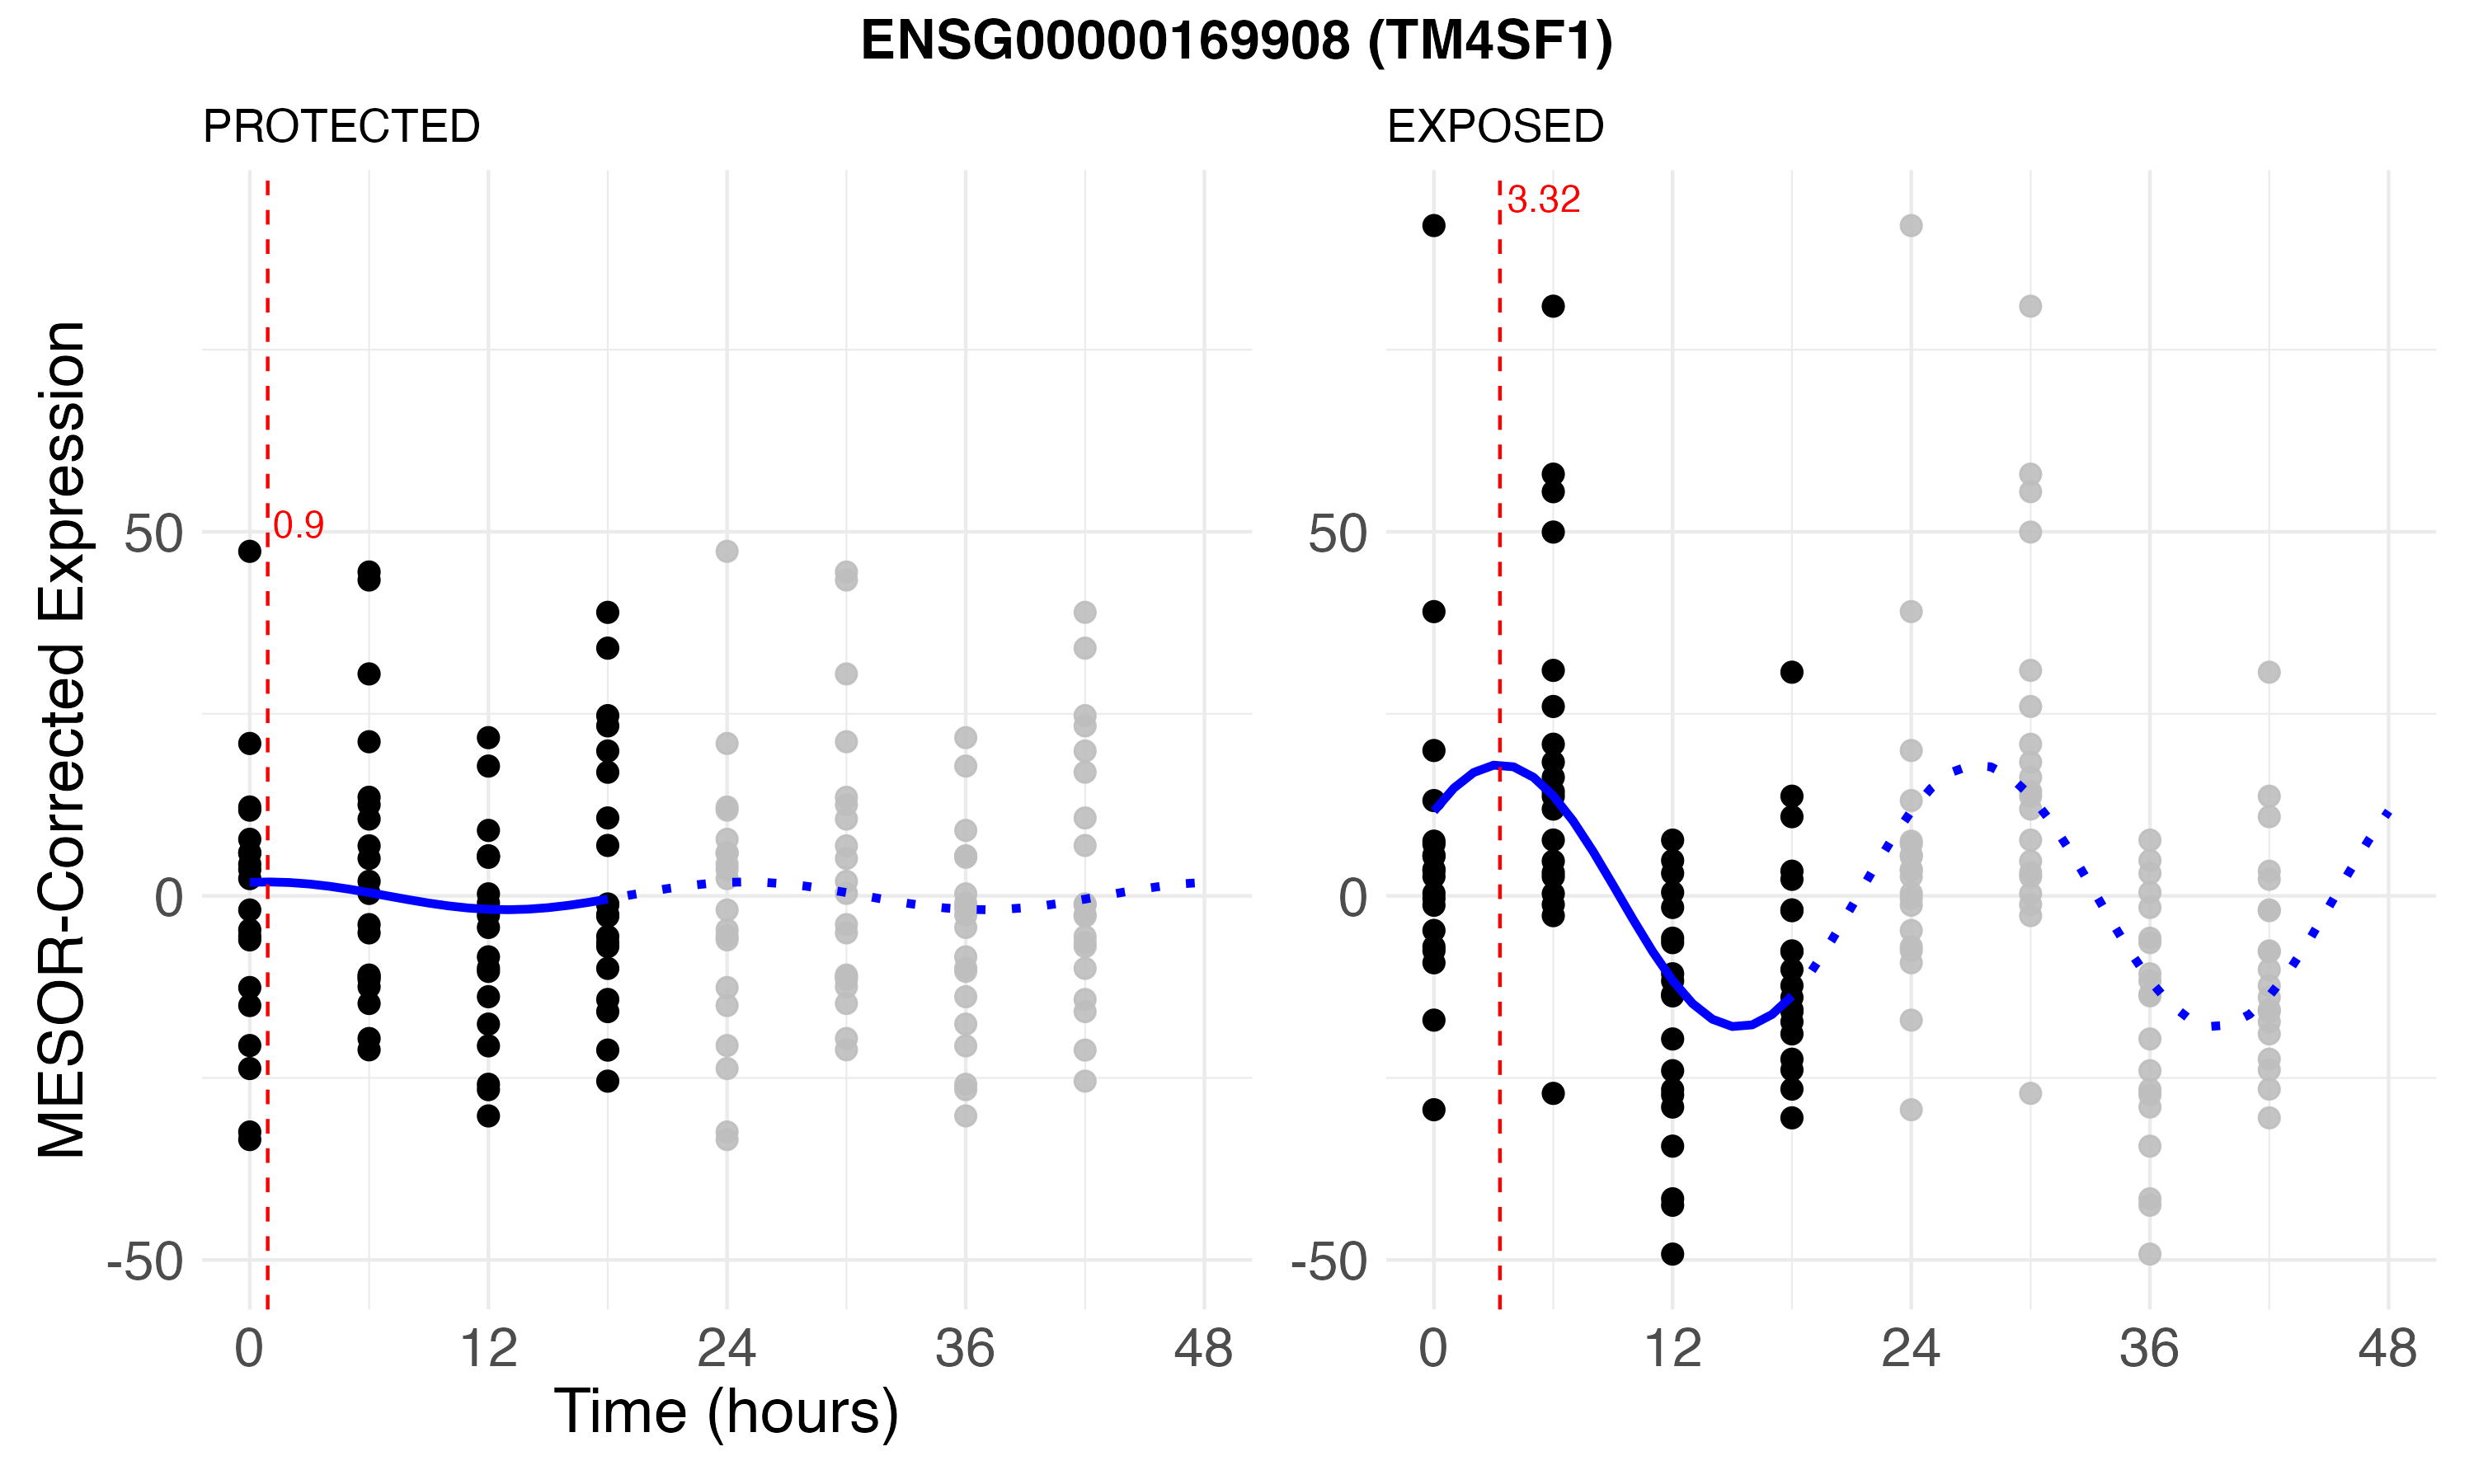 ENSG00000169908 (TM4SF1)
PROTECTED
EXPOSED
MESOR-Corrected Expression
50
0
-50
0.9
0 12 24 36 48
50
0
-50
3.32
0 12 24 36 48
Time (hours)